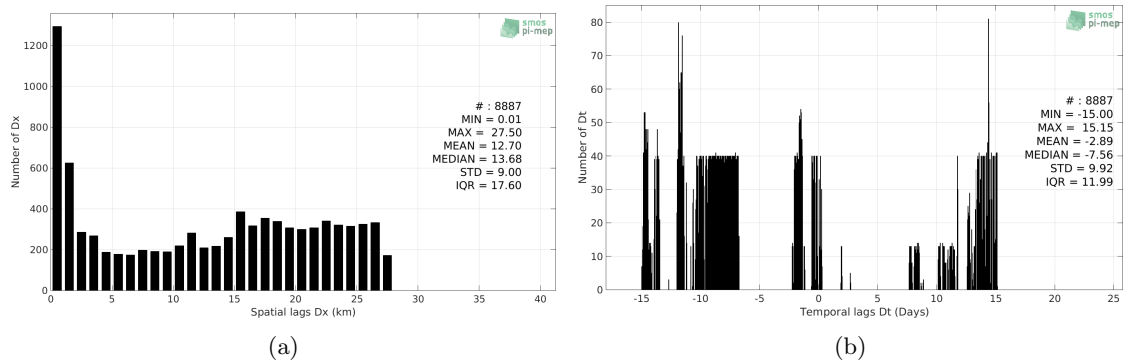 smos
pi-mep
Number of Dx
1200
1000
800
600
400
200
0
# : 8887
MIN = 0.01
MAX = 27.50
MEAN = 12.70
MEDIAN = 13.68
STD = 9.00
IQR = 17.60
0 5 10 15 20 25 30 35 40
Spatial lags Dx (km)
(a)
smos
pi-mep
Number of Dt
80
70
60
50
40
30
20
10
0
# : 8887
MIN = -15.00
MAX = 15.15
MEAN = -2.89
MEDIAN = -7.56
STD = 9.92
IQR = 11.99
-15 -10 -5 0 5 10 15 20 25
Temporal lags Dt (Days)
(b)